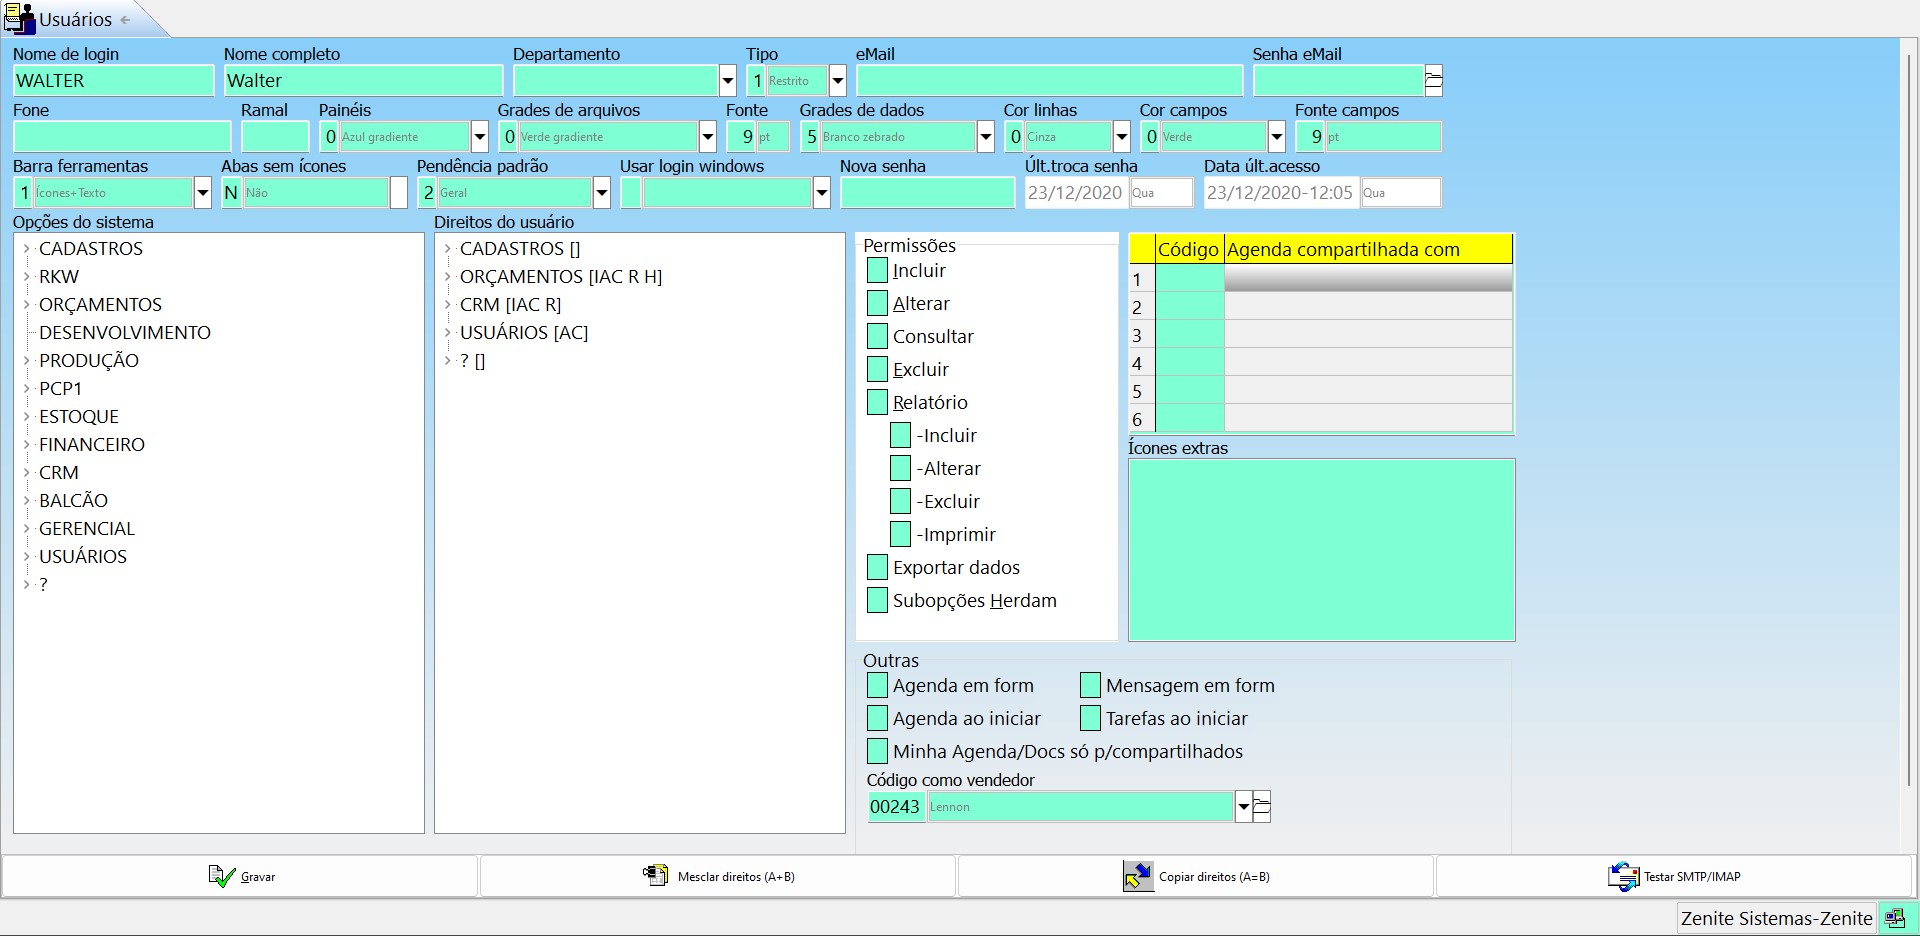 Usuários
Nome de login Nome completo Departamento Tipo eMail Senha eMail
WALTER Walter 1 Restrito
Fone Ramal Painéis Grades de arquivos Fonte Grades de dados Cor linhas Cor campos Fonte campos
0 Azul gradiente 0 Verde gradiente 9 pt 5 Branco zebrado 0 Cinza 0 Verde 9 pt
Barra ferramentas Abas sem ícones Pendência padrão Usar login windows Nova senha Últ.troca senha Data últ.acesso
1 Ícones+Texto N Não 2 Geral 23/12/2020 Qua 23/12/2020-12:05 Qua
Opções do sistema
CADASTROS
RKW
ORÇAMENTOS
DESENVOLVIMENTO
PRODUÇÃO
PCP1
ESTOQUE
FINANCEIRO
CRM
BALCÃO
GERENCIAL
USUÁRIOS
?
Direitos do usuário
CADASTROS []
ORÇAMENTOS [IAC R H]
CRM [IAC R]
USUÁRIOS [AC]
? []
Permissões
Incluir
Alterar
Consultar
Excluir
Relatório
-Incluir
-Alterar
-Excluir
-Imprimir
Exportar dados
Subopções Herdam
Código Agenda compartilhada com
1
2
3
4
5
6
Ícones extras
Outras
Agenda em form Mensagem em form
Agenda ao iniciar Tarefas ao iniciar
Minha Agenda/Docs só p/compartilhados
Código como vendedor
00243 Lennon
Gravar Mesclar direitos (A+B) Copiar direitos (A=B) Testar SMTP/IMAP
Zenite Sistemas-Zenite